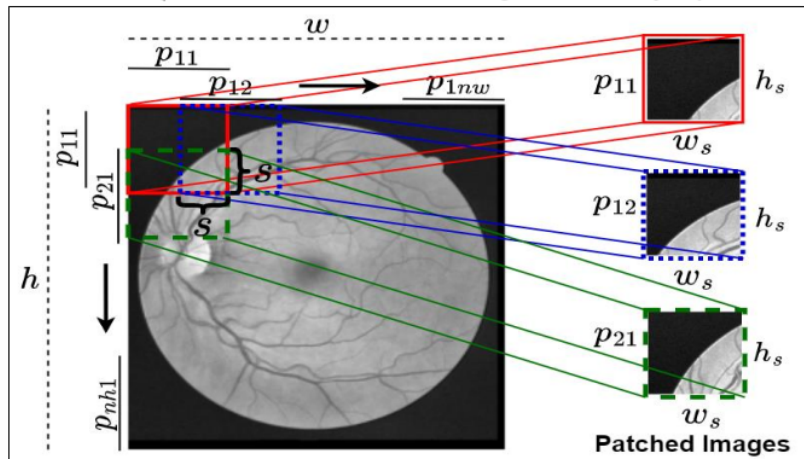 w
p₁₁
p₁₂
p₁ₙw
p₁₁
p₂₁
h
s
s
pₙₕ₁
p₁₁
hₛ
wₛ
p₁₂
hₛ
wₛ
p₂₁
hₛ
wₛ
Patched Images